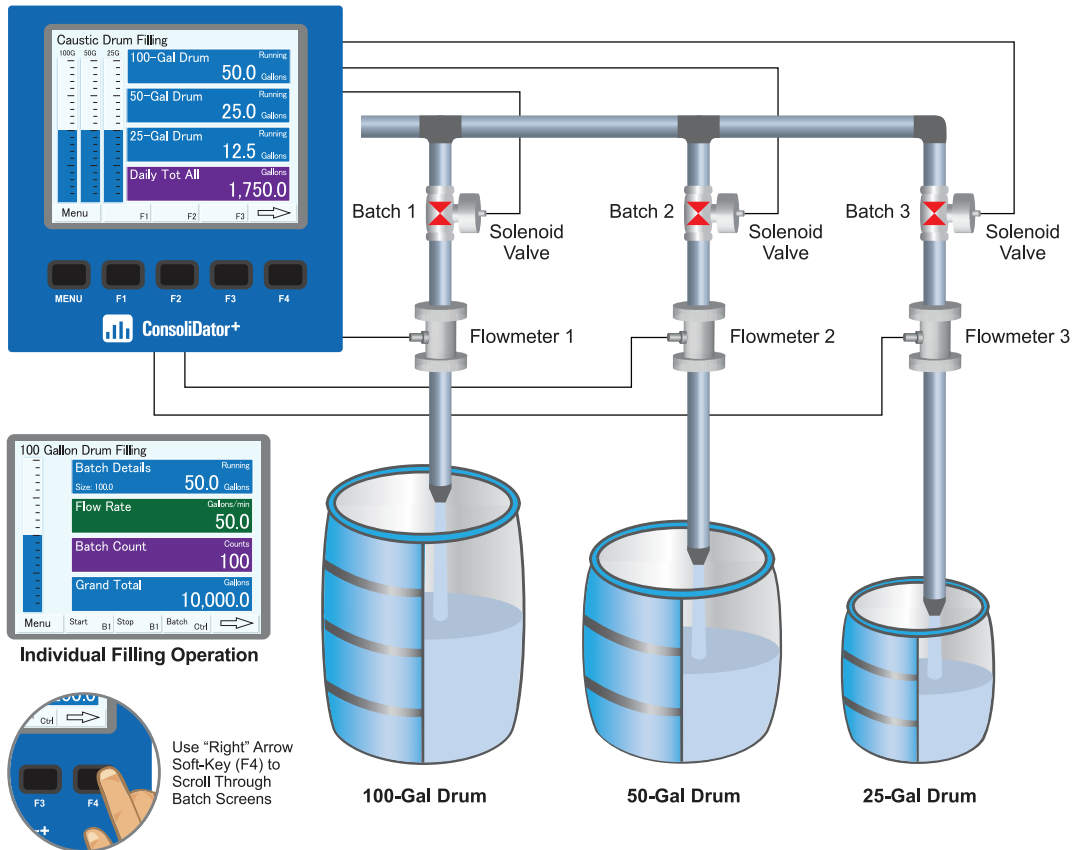 Caustic Drum Filling
100G 50G 25G
100-Gal Drum Running
50.0 Gallons
50-Gal Drum Running
25.0 Gallons
25-Gal Drum Running
12.5 Gallons
Daily Tot All Gallons
1,750.0
Menu F1 F2 F3
MENU F1 F2 F3 F4
ConsoliDator+
Batch 1
Solenoid
Valve
Batch 2
Solenoid
Valve
Batch 3
Solenoid
Valve
Flowmeter 1
Flowmeter 2
Flowmeter 3
100 Gallon Drum Filling
Batch Details Running
Size: 100.0 50.0 Gallons
Flow Rate Gallons/min
50.0
Batch Count Counts
100
Grand Total Gallons
10,000.0
Menu Start B1 Stop B1 Batch Ctrl
Individual Filling Operation
Ctrl
F3 F4
Use “Right” Arrow
Soft-Key (F4) to
Scroll Through
Batch Screens
100-Gal Drum
50-Gal Drum
25-Gal Drum